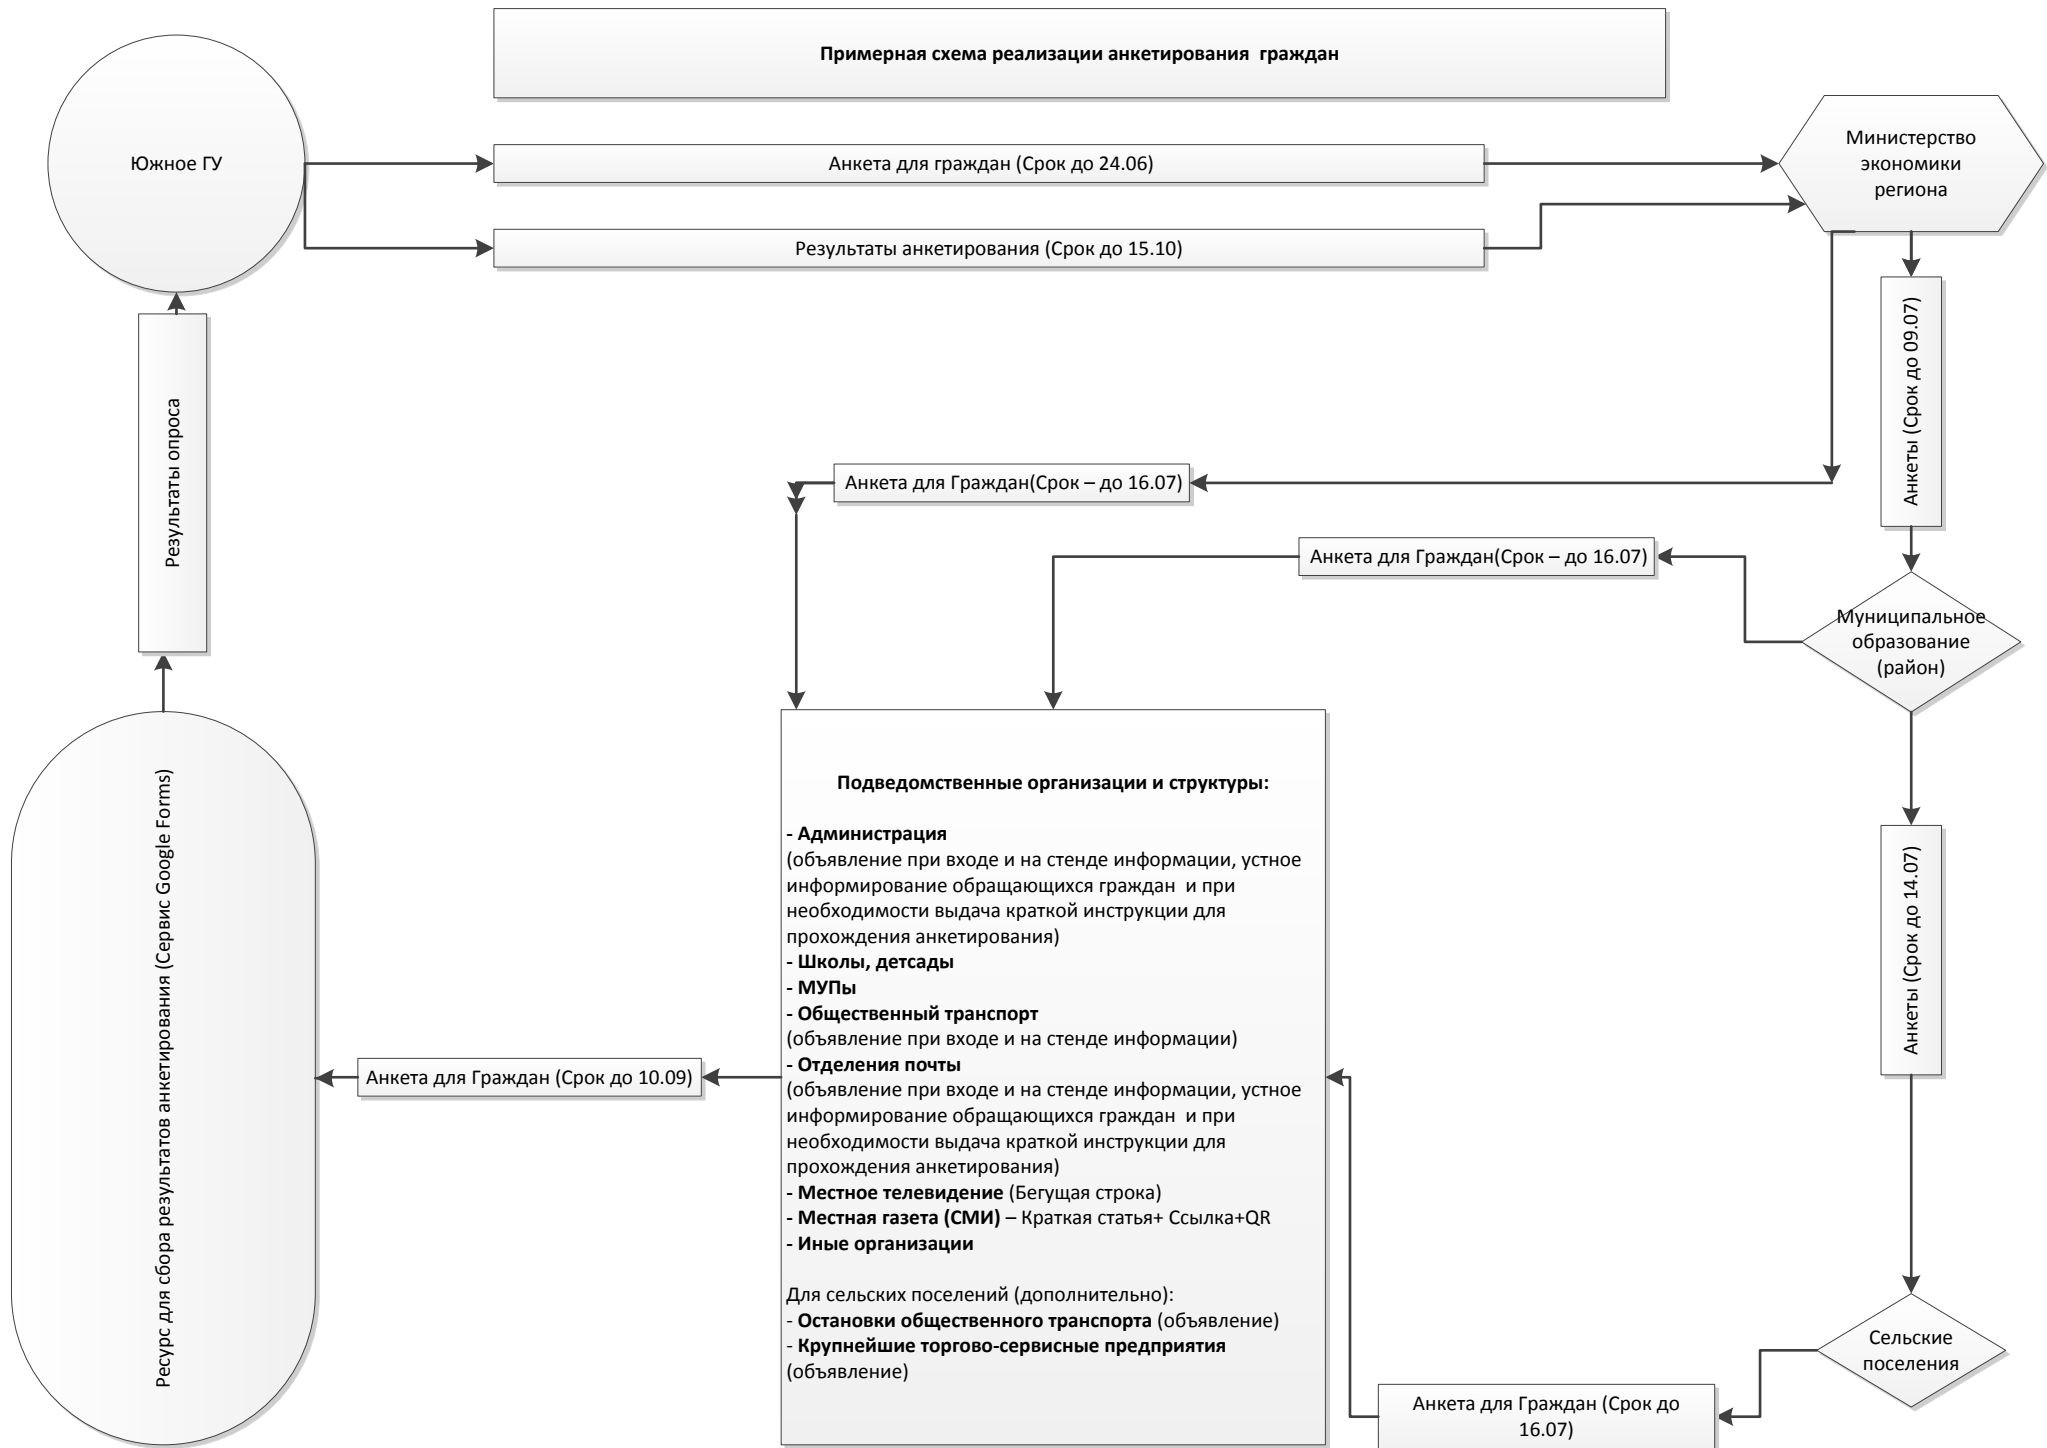 Примерная схема реализации анкетирования  граждан
Южное ГУ
Анкета для граждан (Срок до 24.06)
Министерство
экономики
региона
Результаты анкетирования (Срок до 15.10)
Анкеты (Срок до 09.07)
Результаты опроса
Анкета для Граждан(Срок – до 16.07)
Анкета для Граждан(Срок – до 16.07)
Муниципальное
образование
(район)
Подведомственные организации и структуры:
- Администрация
(объявление при входе и на стенде информации, устное
информирование обращающихся граждан  и при
необходимости выдача краткой инструкции для
прохождения анкетирования)
- Школы, детсады
- МУПы
- Общественный транспорт
(объявление при входе и на стенде информации)
- Отделения почты
(объявление при входе и на стенде информации, устное
информирование обращающихся граждан  и при
необходимости выдача краткой инструкции для
прохождения анкетирования)
- Местное телевидение (Бегущая строка)
- Местная газета (СМИ) – Краткая статья+ Ссылка+QR
- Иные организации
Для сельских поселений (дополнительно):
- Остановки общественного транспорта (объявление)
- Крупнейшие торгово-сервисные предприятия
(объявление)
Анкеты (Срок до 14.07)
Ресурс для сбора результатов анкетирования (Сервис Google Forms)
Анкета для Граждан (Срок до 10.09)
Сельские
поселения
Анкета для Граждан (Срок до
16.07)